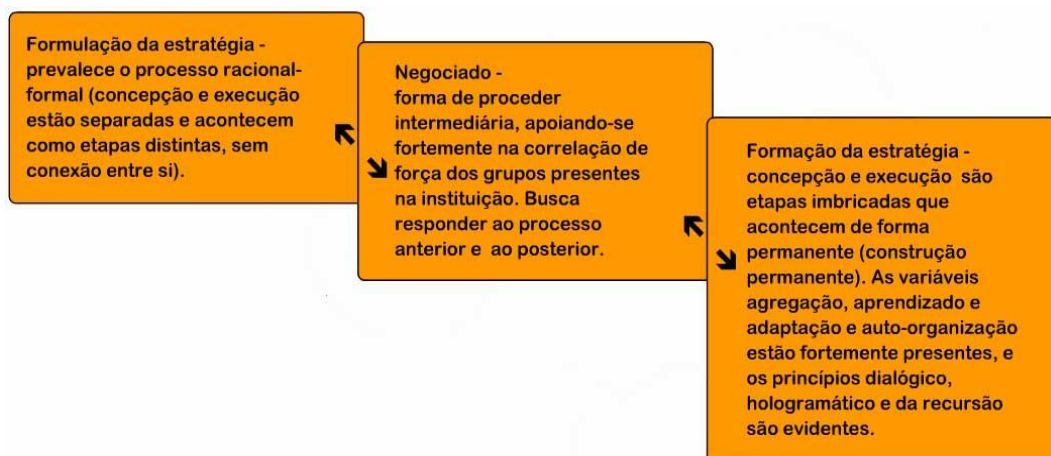 Formulação da estratégia -
prevalece o processo racional-
formal (concepção e execução
estão separadas e acontecem
como etapas distintas, sem
conexão entre si).
Negociado -
forma de proceder
intermediária, apoiando-se
fortemente na correlação de
força dos grupos presentes
na instituição. Busca
responder ao processo
anterior e ao posterior.
Formação da estratégia -
concepção e execução são
etapas imbricadas que
acontecem de forma
permanente (construção
permanente). As variáveis
agregação, aprendizado e
adaptação e auto-organização
estão fortemente presentes, e
os princípios dialógico,
hologramático e da recursão
são evidentes.